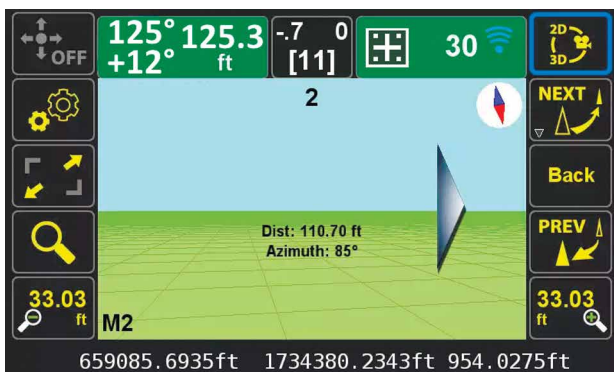 OFF
125° 125.3
+12° ft
-.7 0
[11]
30
2D
3D
2
NEXT
Back
Dist: 110.70 ft
Azimuth: 85°
PREV
33.03
ft
M2
33.03
ft
659085.6935ft 1734380.2343ft 954.0275ft